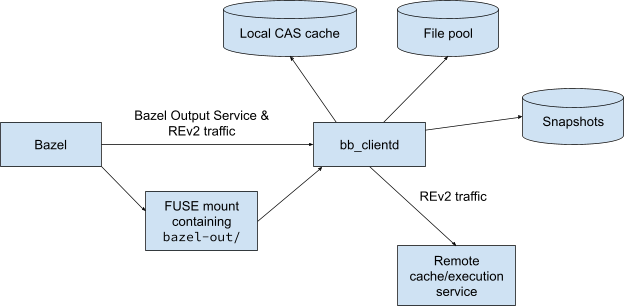 Local CAS cache
File pool
Snapshots
Bazel Output Service &
REv2 traffic
Bazel
bb_clientd
FUSE mount
containing
bazel-out/
REv2 traffic
Remote
cache/execution
service